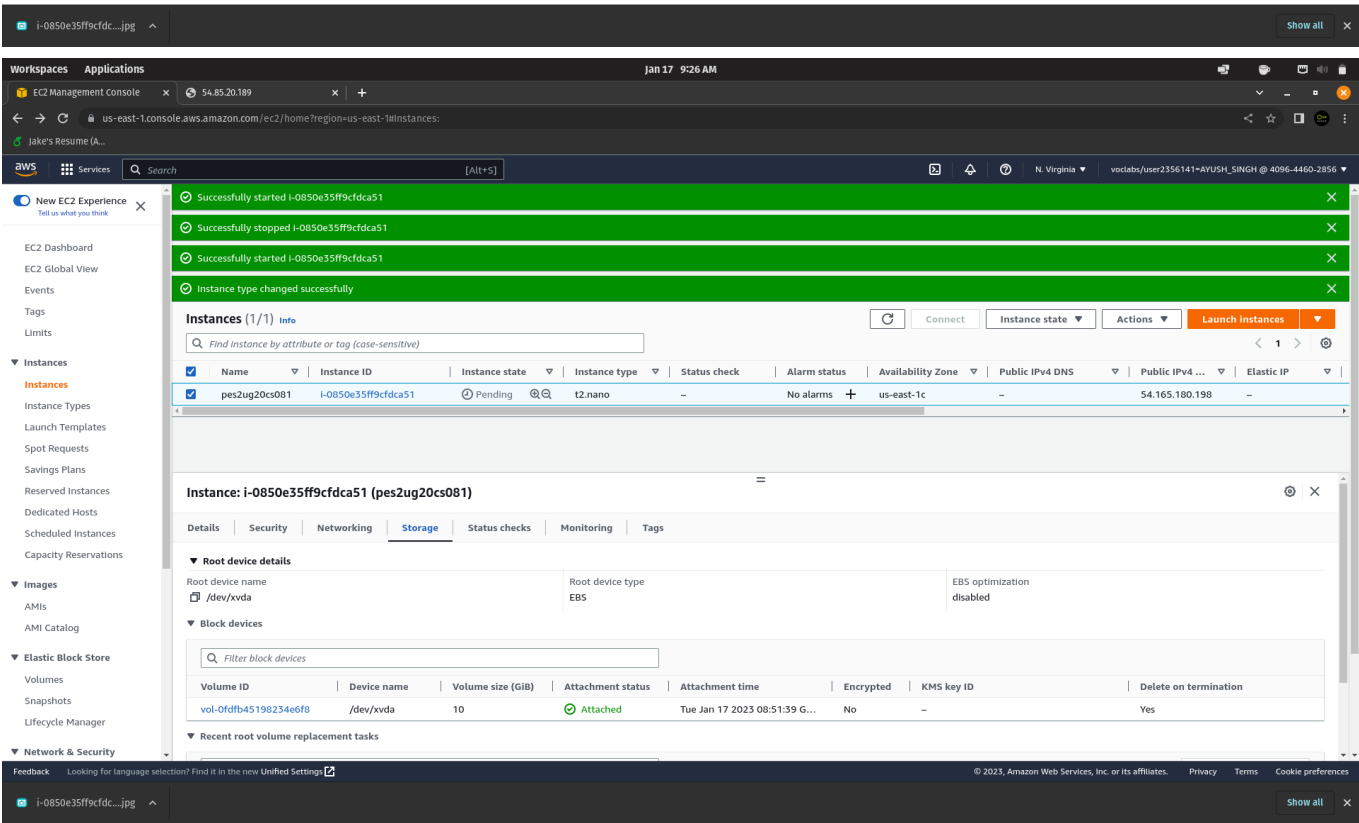 i-0850e35ff9cfdc....jpg Show all
Workspaces Applications Jan 17 9:26 AM
EC2 Management Console 54.85.20.189
us-east-1.console.aws.amazon.com/ec2/home?region=us-east-1#Instances:
Jake's Resume (A...
aws Services Search [Alt+S] N. Virginia voclabs/user2356141=AYUSH_SINGH @ 4096-4460-2856
New EC2 Experience
Tell us what you think
EC2 Dashboard
EC2 Global View
Events
Tags
Limits
Instances
Instances
Instance Types
Launch Templates
Spot Requests
Savings Plans
Reserved Instances
Dedicated Hosts
Scheduled Instances
Capacity Reservations
Images
AMIs
AMI Catalog
Elastic Block Store
Volumes
Snapshots
Lifecycle Manager
Network & Security
Successfully started i-0850e35ff9cfdca51
Successfully stopped i-0850e35ff9cfdca51
Successfully started i-0850e35ff9cfdca51
Instance type changed successfully
Instances (1/1) Info Connect Instance state Actions Launch instances
Find instance by attribute or tag (case-sensitive) 1
Name Instance ID Instance state Instance type Status check Alarm status Availability Zone Public IPv4 DNS Public IPv4 ... Elastic IP
pes2ug20cs081 i-0850e35ff9cfdca51 Pending t2.nano – No alarms + us-east-1c – 54.165.180.198 –
Instance: i-0850e35ff9cfdca51 (pes2ug20cs081)
Details Security Networking Storage Status checks Monitoring Tags
Root device details
Root device name Root device type EBS optimization
/dev/xvda EBS disabled
Block devices
Filter block devices
Volume ID Device name Volume size (GiB) Attachment status Attachment time Encrypted KMS key ID Delete on termination
vol-0fdfb45198234e6f8 /dev/xvda 10 Attached Tue Jan 17 2023 08:51:39 G... No – Yes
Recent root volume replacement tasks
Feedback Looking for language selection? Find it in the new Unified Settings © 2023, Amazon Web Services, Inc. or its affiliates. Privacy Terms Cookie preferences
i-0850e35ff9cfdc....jpg Show all